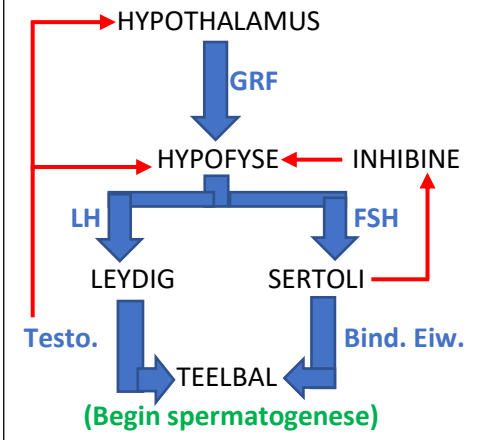 HYPOTHALAMUS
GRF
HYPOFYSE
INHIBINE
LH
FSH
LEYDIG
SERTOLI
Testo.
Bind. Eiw.
TEELBAL
(Begin spermatogenese)